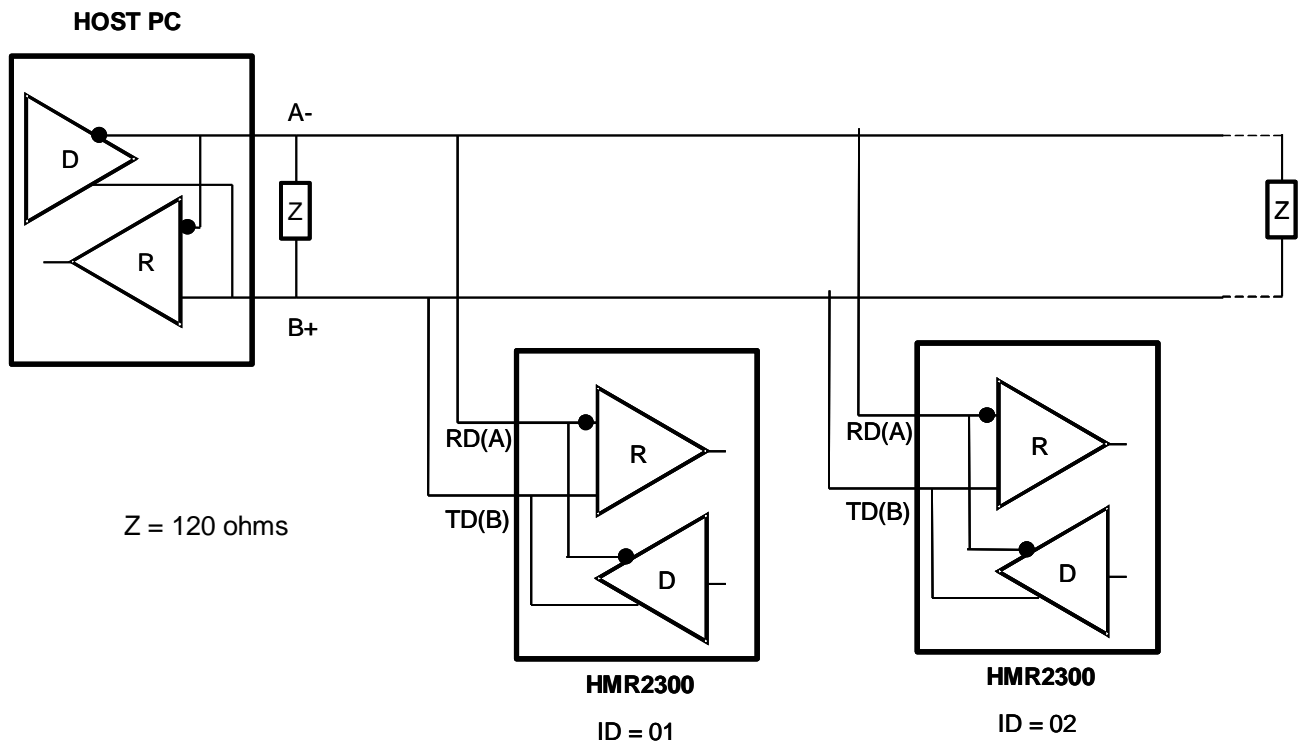 HOST PC
A-
D
Z
Z
R
B+
RD(A)
R
TD(B)
D
RD(A)
R
TD(B)
D
Z = 120 ohms
HMR2300
ID = 01
HMR2300
ID = 02